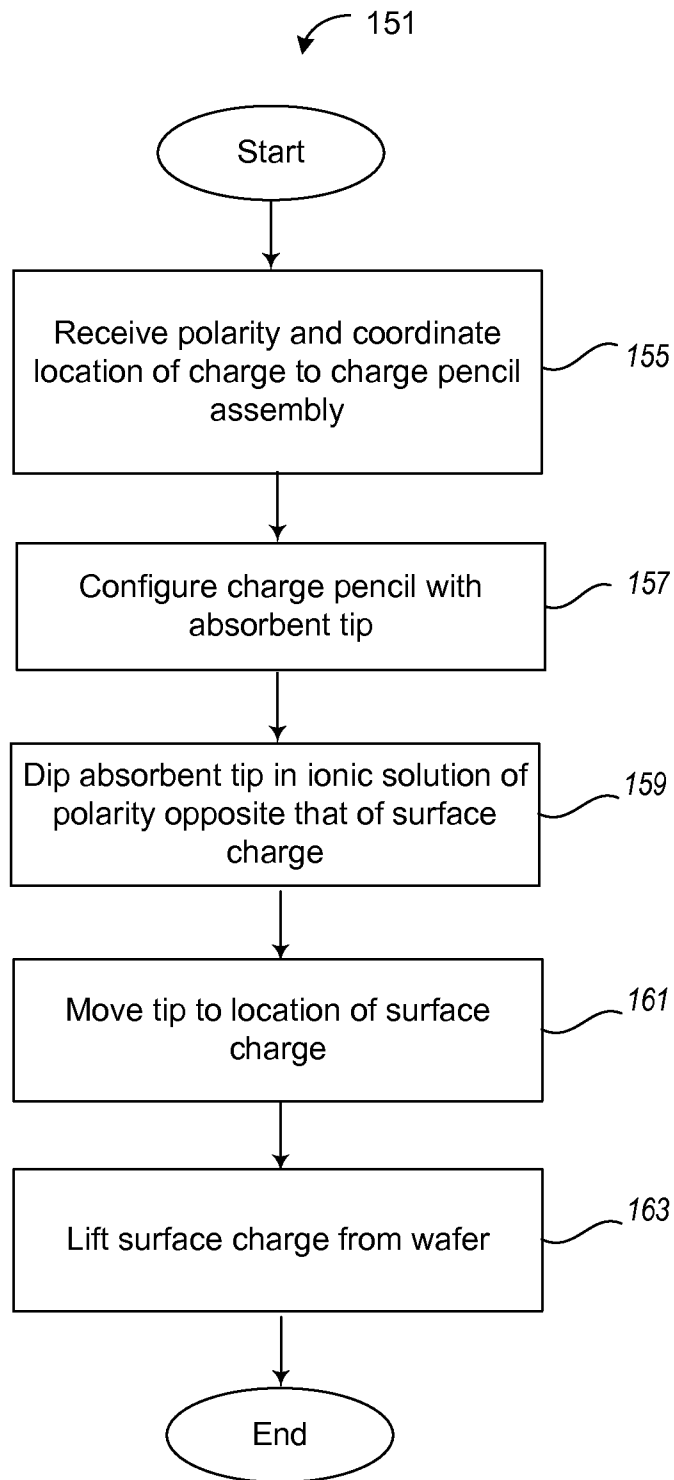 151
Start
Receive polarity and coordinate
location of charge to charge pencil
assembly
155
Configure charge pencil with
absorbent tip
157
Dip absorbent tip in ionic solution of
polarity opposite that of surface
charge
159
Move tip to location of surface
charge
161
Lift surface charge from wafer
163
End